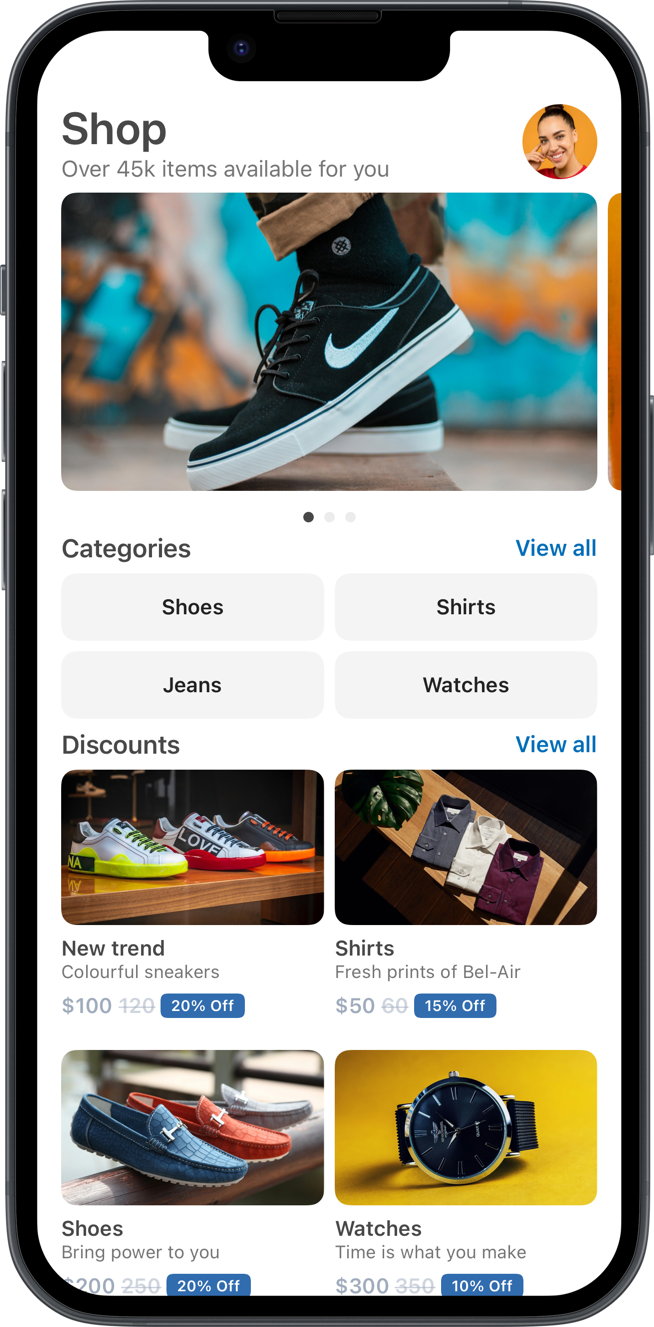 Shop
Over 45k items available for you
Categories
View all
Shoes
Shirts
Jeans
Watches
Discounts
View all
NA
LOVE
New trend
Colourful sneakers
$100 120 20% Off
Shirts
Fresh prints of Bel-Air
$50 60 15% Off
Shoes
Bring power to you
$200 250 20% Off
Watches
Time is what you make
$300 350 10% Off